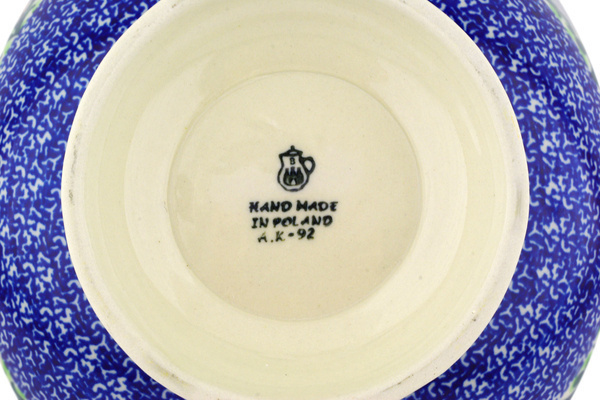 B
HAND MADE
IN POLAND
A.K-92